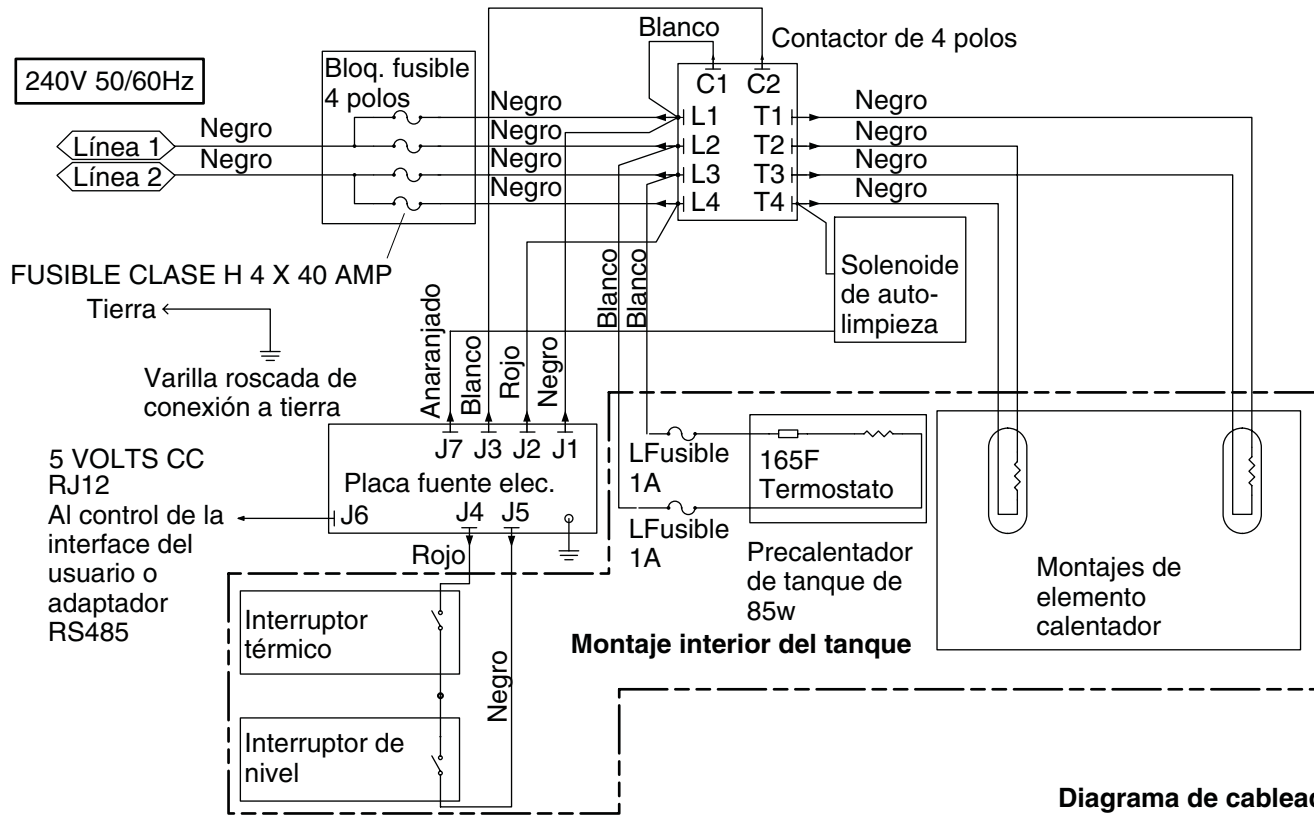 Blanco
Contactor de 4 polos
240V 50/60Hz
Bloq. fusible
4 polos
C1 C2
Línea 1
Negro
Negro
L1 T1
Negro
Línea 2
Negro
Negro
L2 T2
Negro
Negro
L3 T3
Negro
Negro
L4 T4
Negro
FUSIBLE CLASE H 4 X 40 AMP
Tierra
Varilla roscada de
conexión a tierra
Anaranjado
Blanco
Rojo
Negro
Blanco
Blanco
Solenoide
de auto-
limpieza
J7 J3 J2 J1
Placa fuente elec.
J6
J4 J5
5 VOLTS CC
RJ12
Al control de la
interface del
usuario o
adaptador
RS485
LFusible
1A
LFusible
1A
165F
Termostato
Precalentador
de tanque de
85w
Montajes de
elemento
calentador
Rojo
Negro
Interruptor
térmico
Interruptor de
nivel
Montaje interior del tanque
Diagrama de